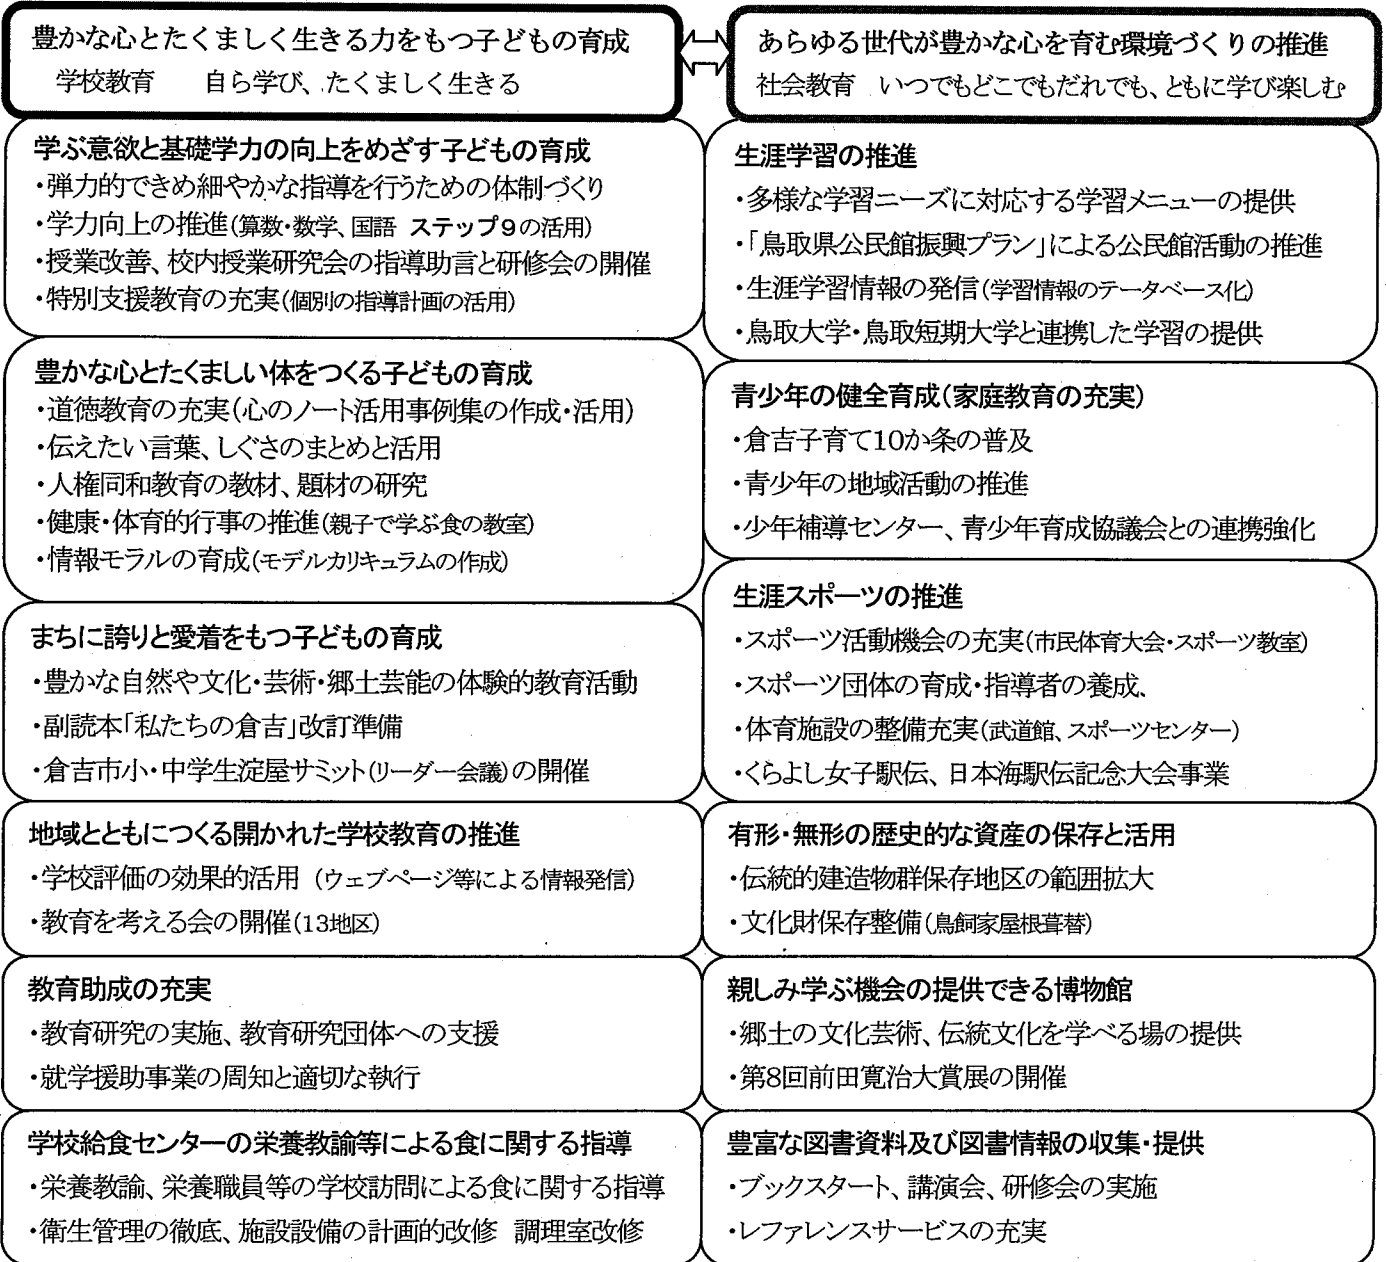 豊かな心とたくましく生きる力をもつ子どもの育成
学校教育 自ら学び、たくましく生きる
学ぶ意欲と基礎学力の向上をめざす子どもの育成
・弾力的できめ細やかな指導を行うための体制づくり
・学力向上の推進(算数・数学、国語 ステップ9の活用)
・授業改善、校内授業研究会の指導助言と研修会の開催
・特別支援教育の充実(個別の指導計画の活用)
豊かな心とたくましい体をつくる子どもの育成
・道徳教育の充実(心のノート活用事例集の作成・活用)
・伝えたい言葉、しぐさのまとめと活用
・人権同和教育の教材、題材の研究
・健康・体育的行事の推進(親子で学ぶ食の教室)
・情報モラルの育成(モデルカリキュラムの作成)
まちに誇りと愛着をもつ子どもの育成
・豊かな自然や文化・芸術・郷土芸能の体験的教育活動
・副読本「私たちの倉吉」改訂準備
・倉吉市小・中学生淀屋サミット(リーダー会議)の開催
地域とともにつくる開かれた学校教育の推進
・学校評価の効果的活用 (ウェブページ等による情報発信)
・教育を考える会の開催(13地区)
教育助成の充実
・教育研究の実施、教育研究団体への支援
・就学援助事業の周知と適切な執行
学校給食センターの栄養教諭等による食に関する指導
・栄養教諭、栄養職員等の学校訪問による食に関する指導
・衛生管理の徹底、施設設備の計画的改修 調理室改修
あらゆる世代が豊かな心を育む環境づくりの推進
社会教育 いつでもどこでもだれでも、ともに学び楽しむ
生涯学習の推進
・多様な学習ニーズに対応する学習メニューの提供
・「鳥取県公民館振興プラン」による公民館活動の推進
・生涯学習情報の発信(学習情報のテータベース化)
・鳥取大学・鳥取短期大学と連携した学習の提供
青少年の健全育成(家庭教育の充実)
・倉吉子育て10か条の普及
・青少年の地域活動の推進
・少年補導センター、青少年育成協議会との連携強化
生涯スポーツの推進
・スポーツ活動機会の充実(市民体育大会・スポーツ教室)
・スポーツ団体の育成・指導者の養成、
・体育施設の整備充実(武道館、スポーツセンター)
・くらよし女子駅伝、日本海駅伝記念大会事業
有形・無形の歴史的な資産の保存と活用
・伝統的建造物群保存地区の範囲拡大
・文化財保存整備(鳥飼家屋根葺替)
親しみ学ぶ機会の提供できる博物館
・郷土の文化芸術、伝統文化を学べる場の提供
・第8回前田寛治大賞展の開催
豊富な図書資料及び図書情報の収集・提供
・ブックスタート、講演会、研修会の実施
・レファレンスサービスの充実